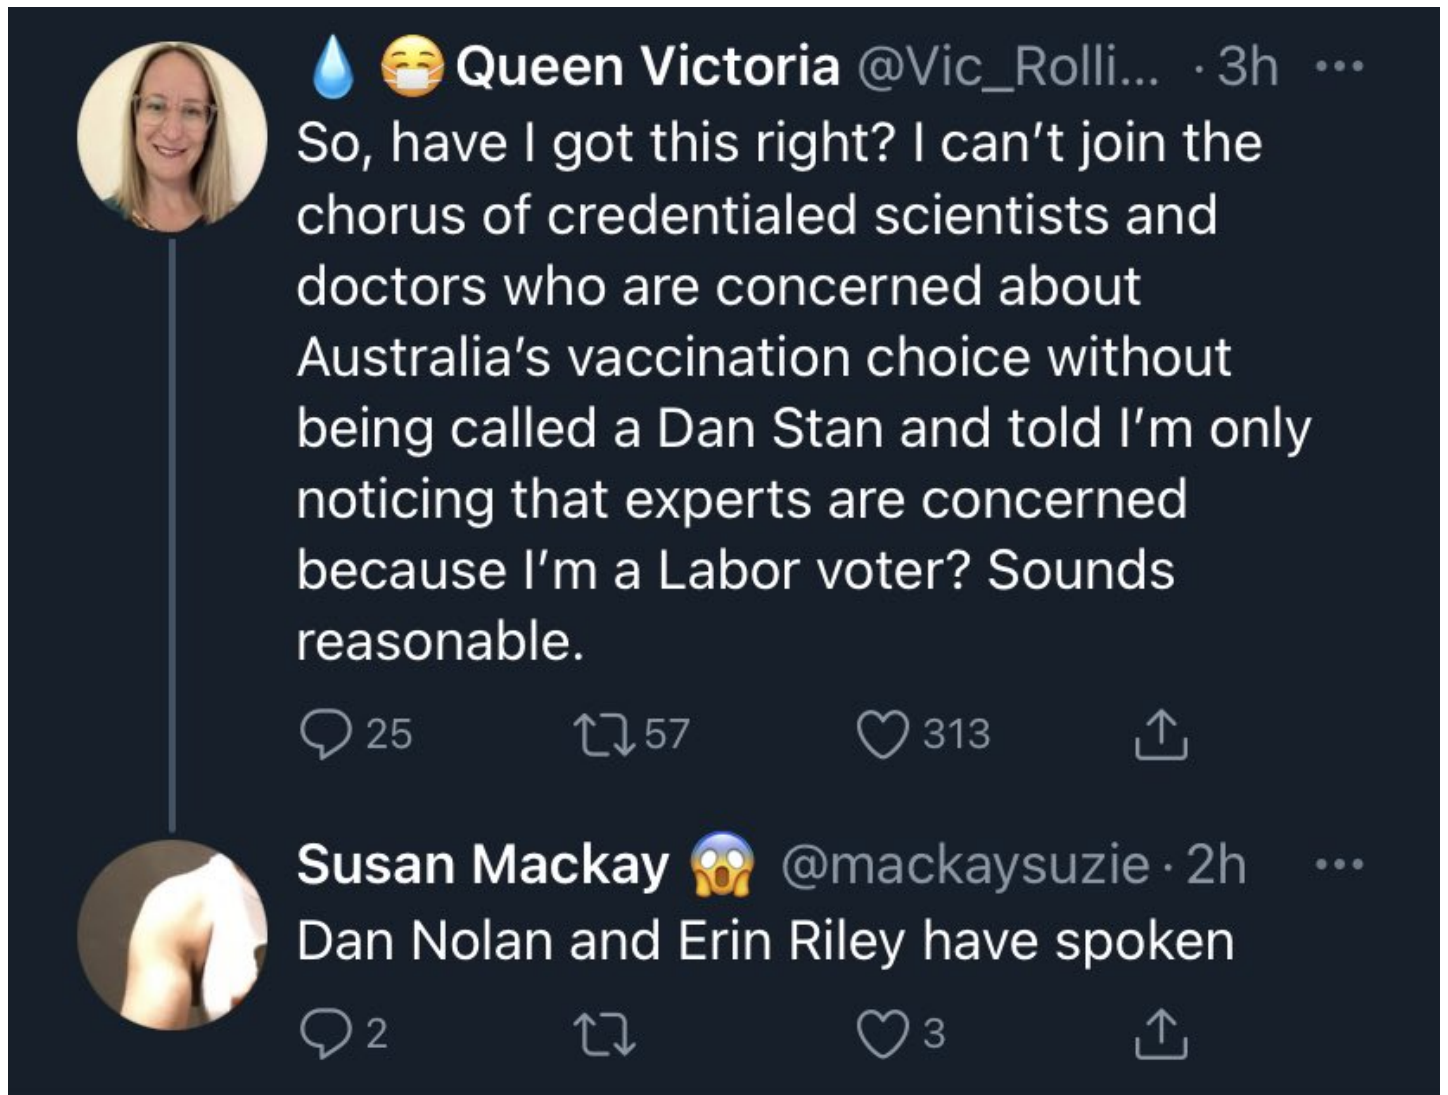 💧 😷 Queen Victoria @Vic_Rolli... · 3h ···
So, have I got this right? I can’t join the
chorus of credentialed scientists and
doctors who are concerned about
Australia’s vaccination choice without
being called a Dan Stan and told I’m only
noticing that experts are concerned
because I’m a Labor voter? Sounds
reasonable.
25 57 313
Susan Mackay 😱 @mackaysuzie · 2h ···
Dan Nolan and Erin Riley have spoken
2 3